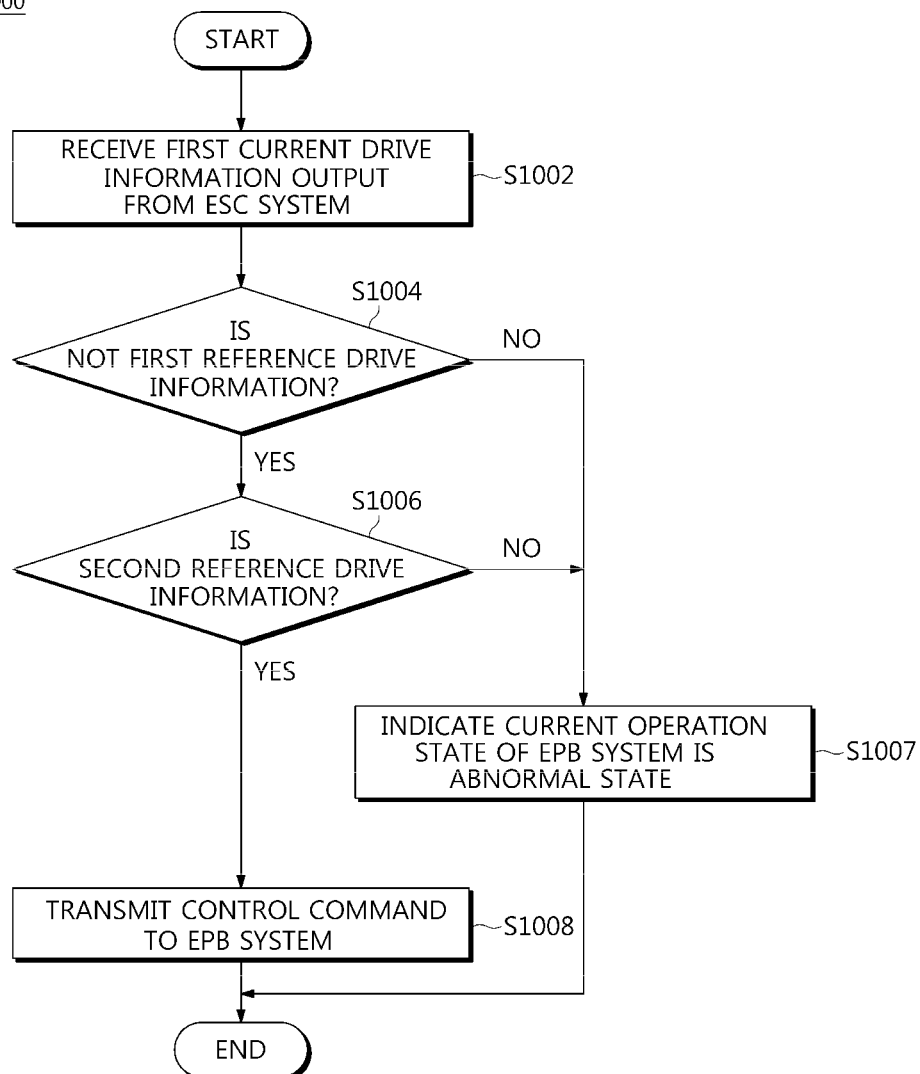 START
RECEIVE FIRST CURRENT DRIVE
INFORMATION OUTPUT
FROM ESC SYSTEM
S1002
S1004
IS
NOT FIRST REFERENCE DRIVE
INFORMATION?
NO
YES
S1006
IS
SECOND REFERENCE DRIVE
INFORMATION?
NO
YES
INDICATE CURRENT OPERATION
STATE OF EPB SYSTEM IS
ABNORMAL STATE
S1007
TRANSMIT CONTROL COMMAND
TO EPB SYSTEM
S1008
END